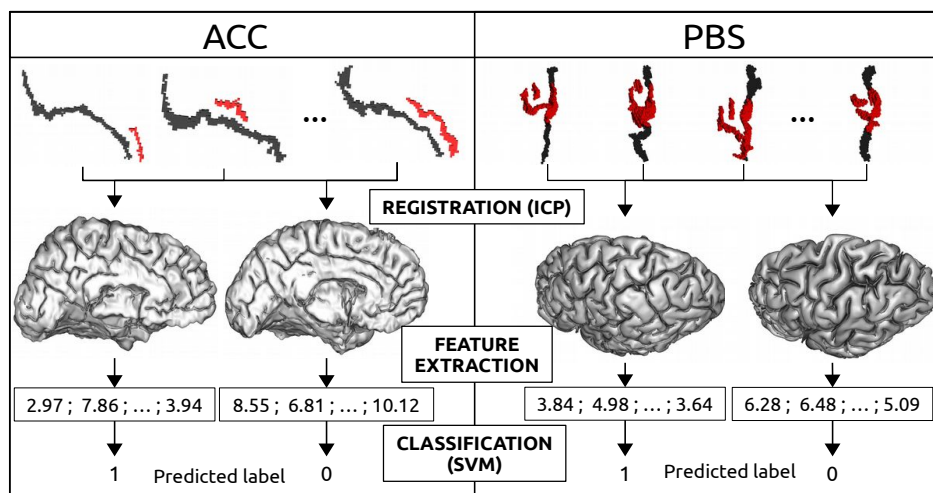 ACC
PBS
...
...
REGISTRATION (ICP)
FEATURE
EXTRACTION
2.97 ; 7.86 ; ... ; 3.94
8.55 ; 6.81 ; ... ; 10.12
3.84 ; 4.98 ; ... ; 3.64
6.28 ; 6.48 ; ... ; 5.09
CLASSIFICATION
(SVM)
1 Predicted label 0
1 Predicted label 0